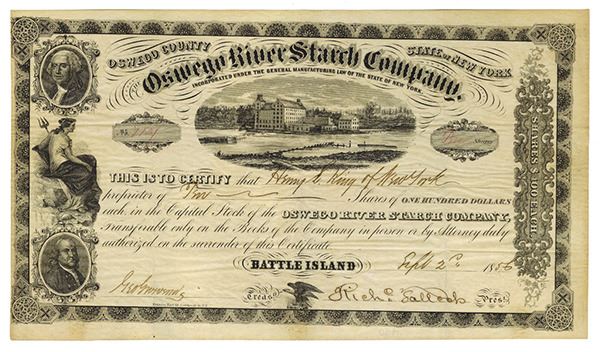 OSWEGO COUNTY STATE OF NEW YORK
Oswego River Starch Company.
INCORPORATED UNDER THE GENERAL MANUFACTURING LAW OF THE STATE OF NEW YORK
No.
Shares
SHARES $100 EACH
THIS IS TO CERTIFY that Henry C. King of New York
proprietor of Shares of ONE HUNDRED DOLLARS
each in the Capital Stock of the OSWEGO RIVER STARCH COMPANY,
Transferable only on the Books of the Company in person or by Attorney duly
authorized on the surrender of this Certificate.
BATTLE ISLAND Sept 2d 1856
Treas. Pres.